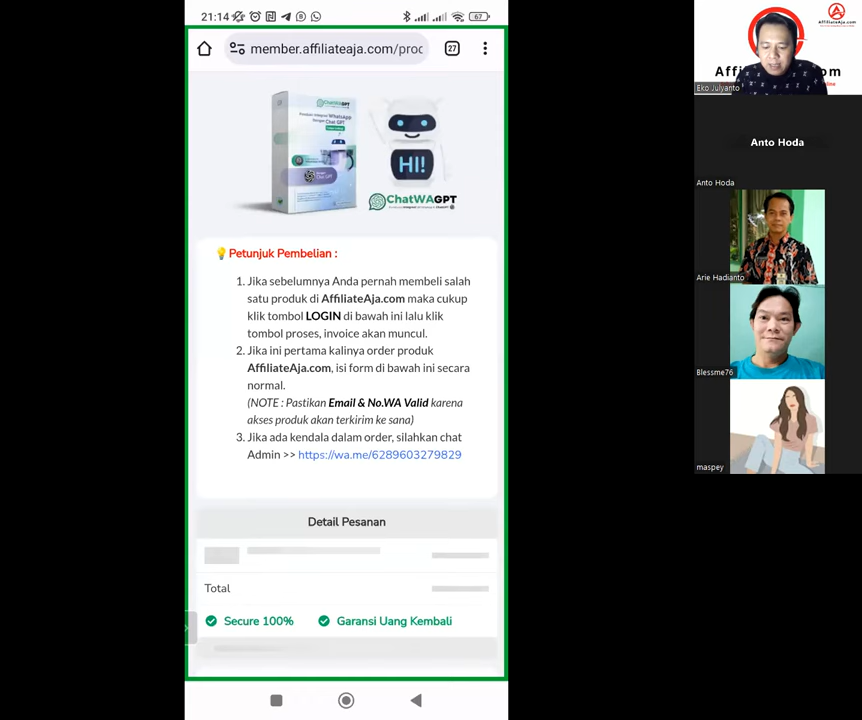 21:14
67
member.affiliateaja.com/proc
27
ChatWAGPT
WhatsApp
HI!
ChatWAGPT
Petunjuk Pembelian :
1. Jika sebelumnya Anda pernah membeli salah
satu produk di AffiliateAja.com maka cukup
klik tombol LOGIN di bawah ini lalu klik
tombol proses, invoice akan muncul.
2. Jika ini pertama kalinya order produk
AffiliateAja.com, isi form di bawah ini secara
normal.
(NOTE : Pastikan Email & No.WA Valid karena
akses produk akan terkirim ke sana)
3. Jika ada kendala dalam order, silahkan chat
Admin >> https://wa.me/6289603279829
Detail Pesanan
Total
Secure 100%
Garansi Uang Kembali
AffiliateAja.com
Eko Julyanto
Anto Hoda
Anto Hoda
Arie Hadianto
Blessme76
maspey